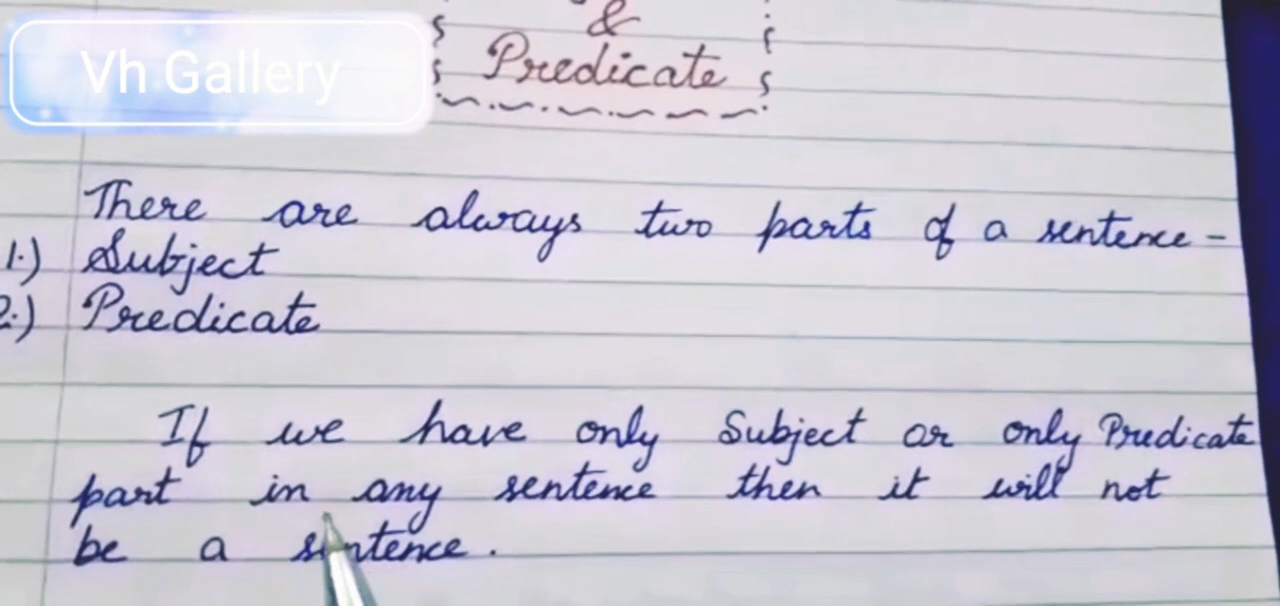 Vh Gallery
&
Predicate
There are always two parts of a sentence -
1.) Subject
2.) Predicate
If we have only Subject or only Predicate
part in any sentence then it will not
be a sentence.